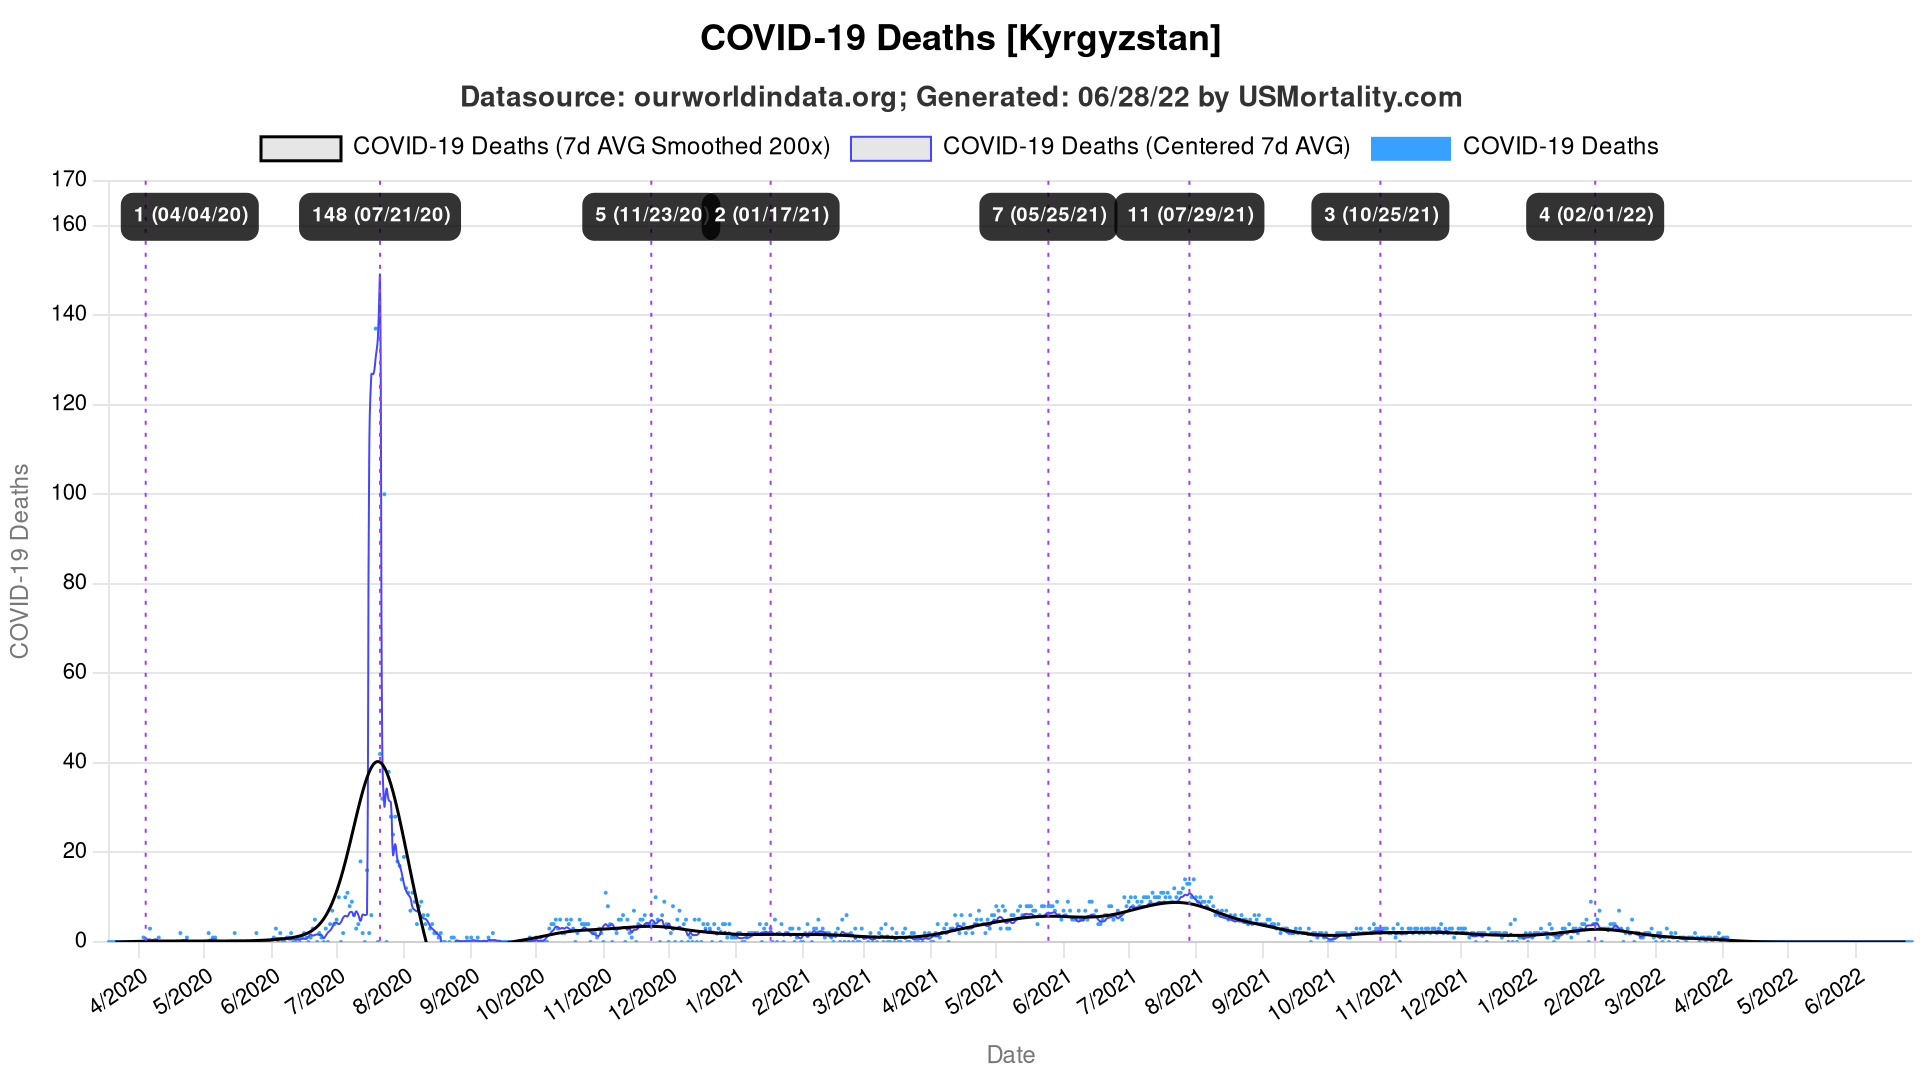 COVID-19 Deaths [Kyrgyzstan]
Datasource: ourworldindata.org; Generated: 06/28/22 by USMortality.com
COVID-19 Deaths (7d AVG Smoothed 200x) COVID-19 Deaths (Centered 7d AVG) COVID-19 Deaths
170
1 (04/04/20) 148 (07/21/20) 5 (11/23/20) 2 (01/17/21) 7 (05/25/21) 11 (07/29/21) 3 (10/25/21) 4 (02/01/22)
160
140
120
100
80
60
40
20
0
COVID-19 Deaths
4/2020 5/2020 6/2020 7/2020 8/2020 9/2020 10/2020 11/2020 12/2020 1/2021 2/2021 3/2021 4/2021 5/2021 6/2021 7/2021 8/2021 9/2021 10/2021 11/2021 12/2021 1/2022 2/2022 3/2022 4/2022 5/2022 6/2022
Date